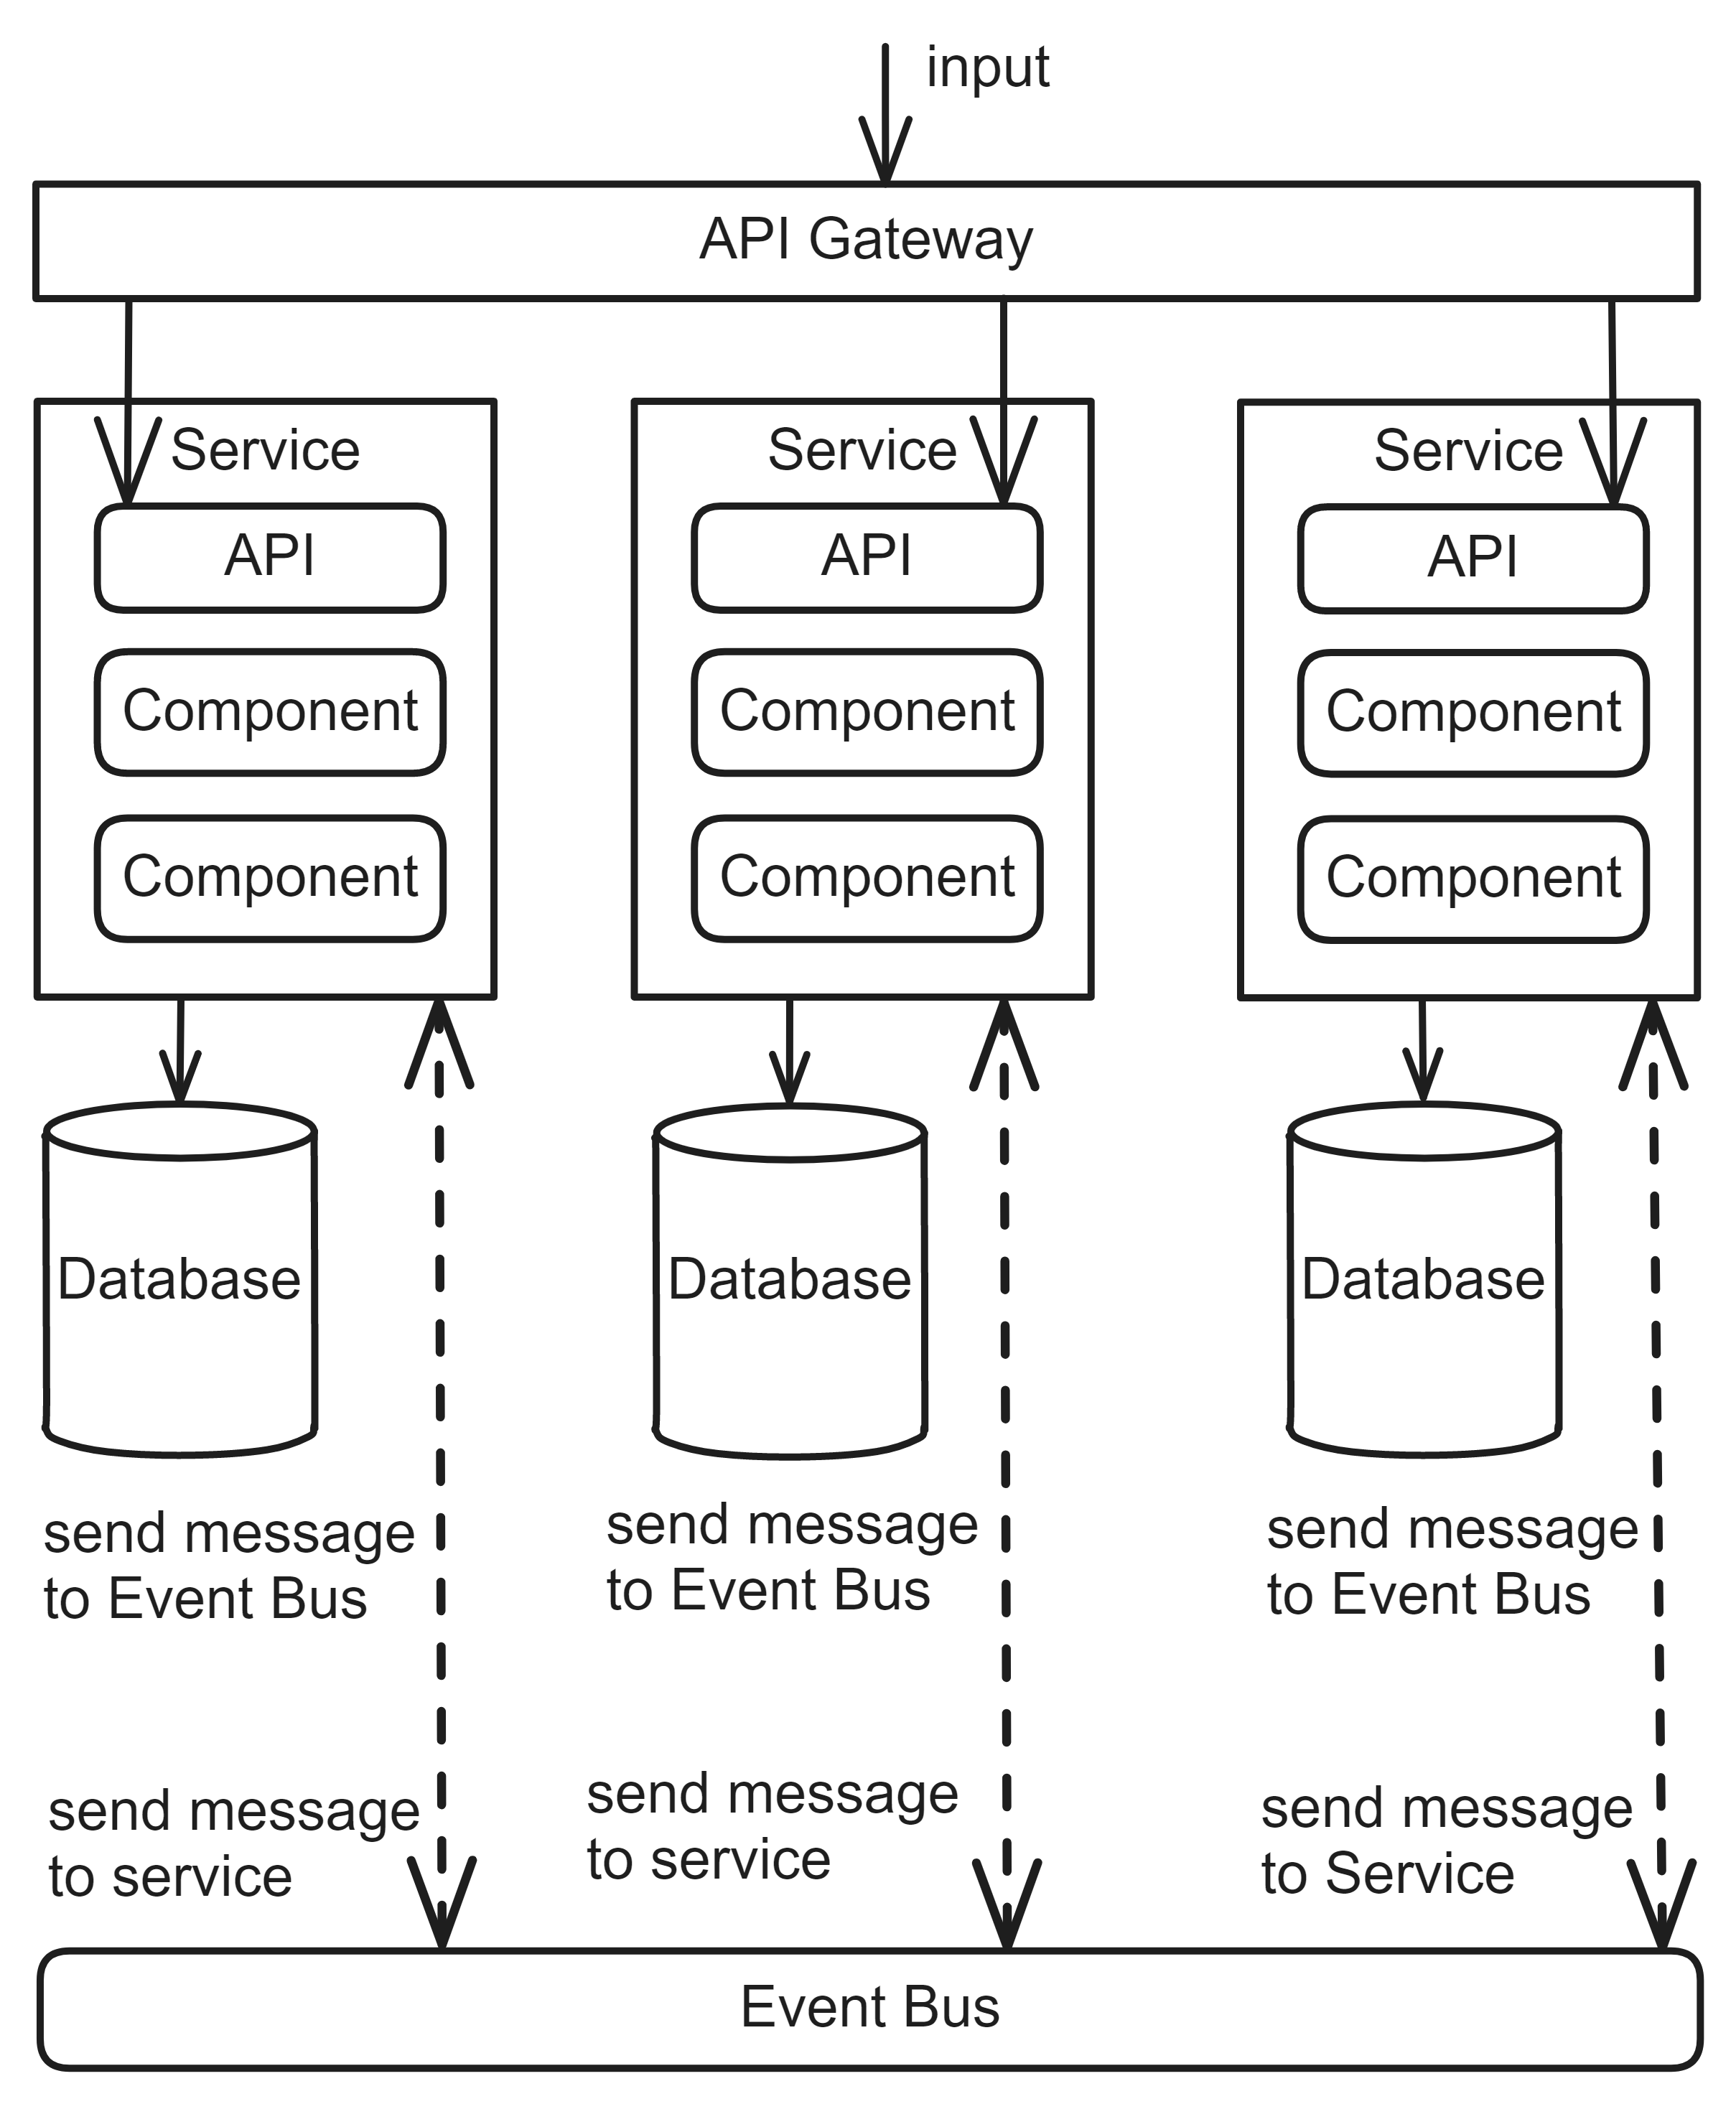 input
API Gateway
Service
Service
Service
API
API
API
Component
Component
Component
Component
Component
Component
Database
Database
Database
send message
to Event Bus
send message
to Event Bus
send message
to Event Bus
send message
to service
send message
to service
send message
to Service
Event Bus